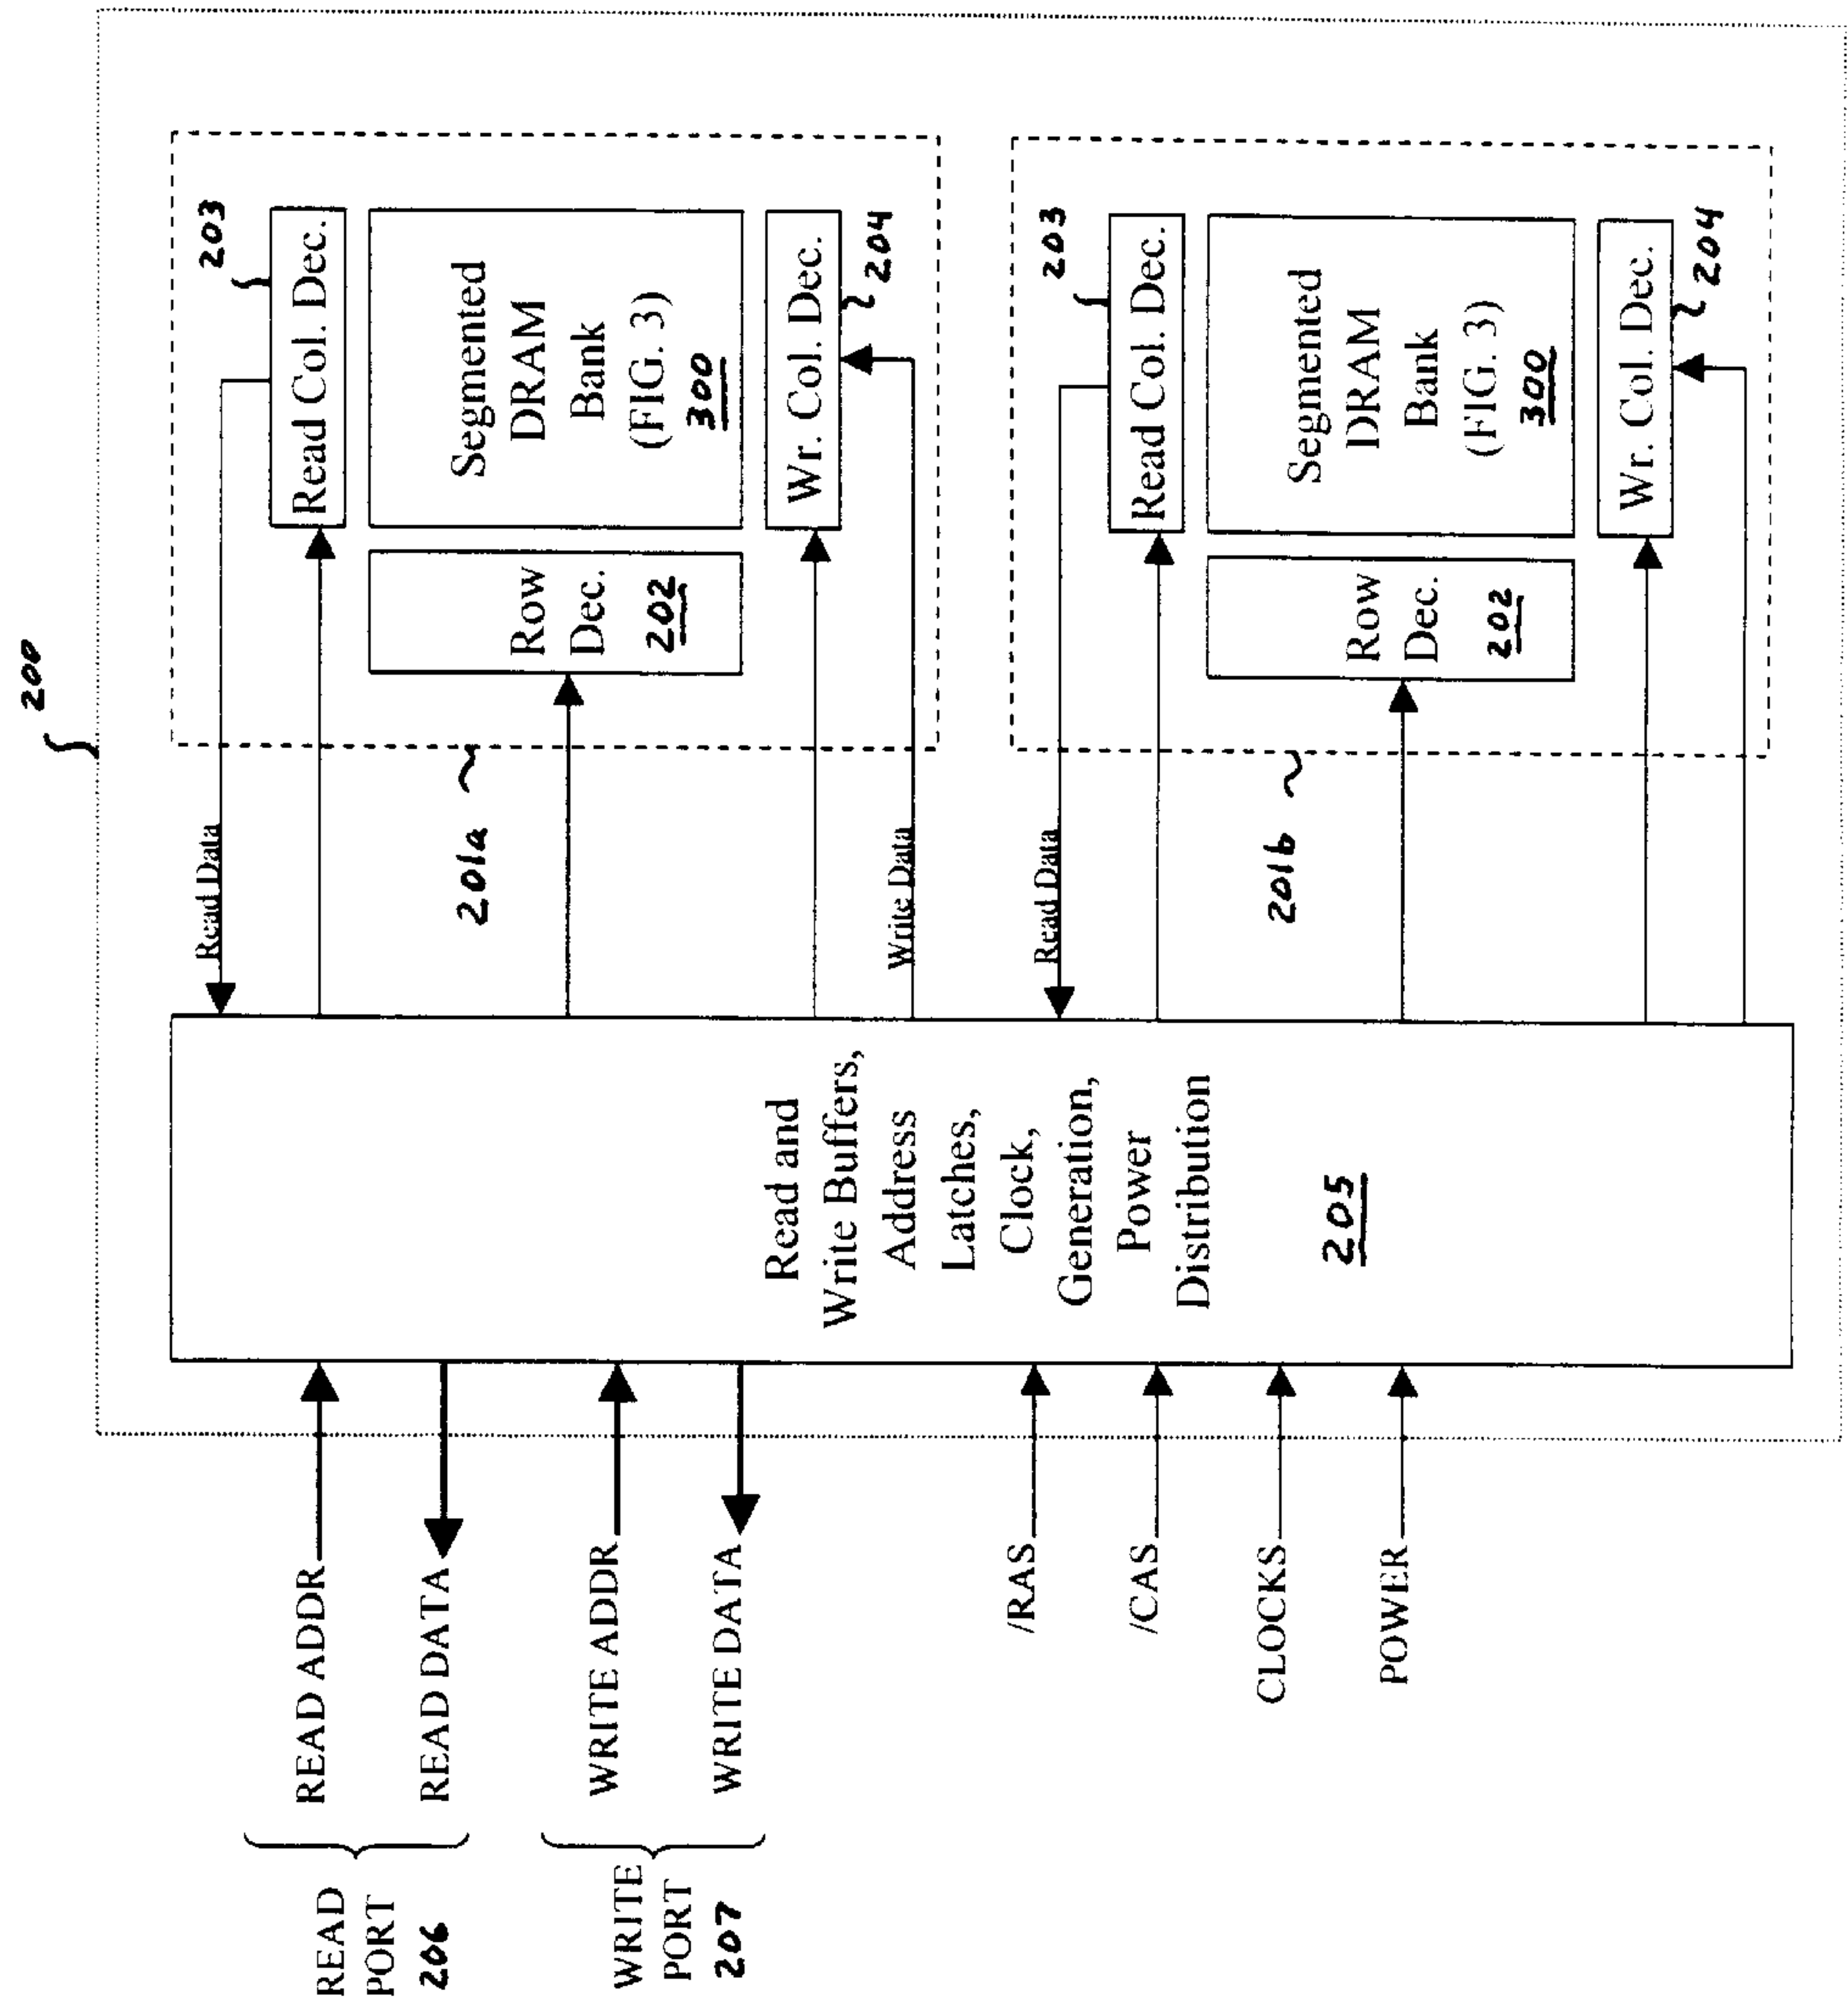 200
READ
PORT
206
READ ADDR
READ DATA
WRITE
PORT
207
WRITE ADDR
WRITE DATA
/RAS
/CAS
CLOCKS
POWER
Read and
Write Buffers,
Address
Latches,
Clock,
Generation,
Power
Distribution
205
Read Data
201a
Write Data
Read Data
201b
203
Read Col. Dec.
Row
Dec.
202
Segmented
DRAM
Bank
(FIG. 3)
300
Wr. Col. Dec.
204
203
Read Col. Dec.
Row
Dec.
202
Segmented
DRAM
Bank
(FIG. 3)
300
Wr. Col. Dec.
204